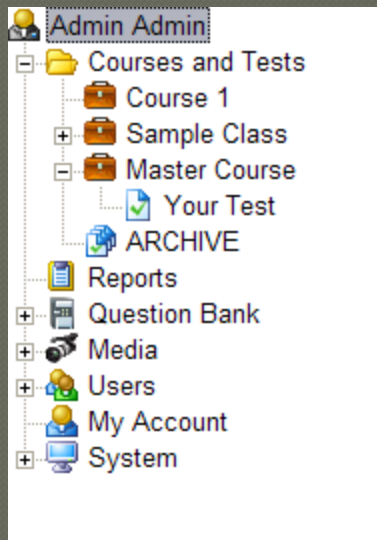 Admin Admin
Courses and Tests
Course 1
Sample Class
Master Course
Your Test
ARCHIVE
Reports
Question Bank
Media
Users
My Account
System